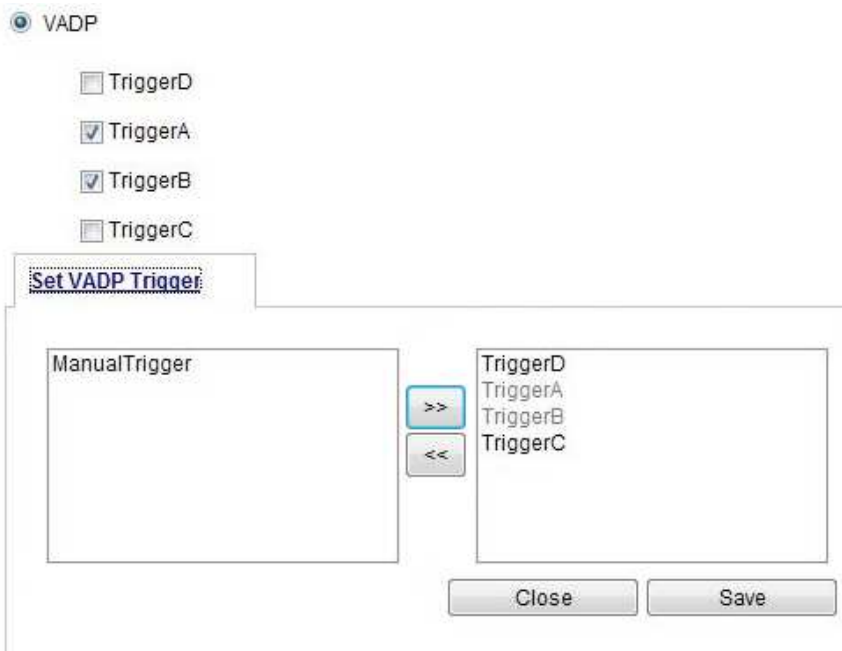 VADP
TriggerD
TriggerA
TriggerB
TriggerC
Set VADP Trigger
ManualTrigger
>>
<<
TriggerD
TriggerA
TriggerB
TriggerC
Close
Save